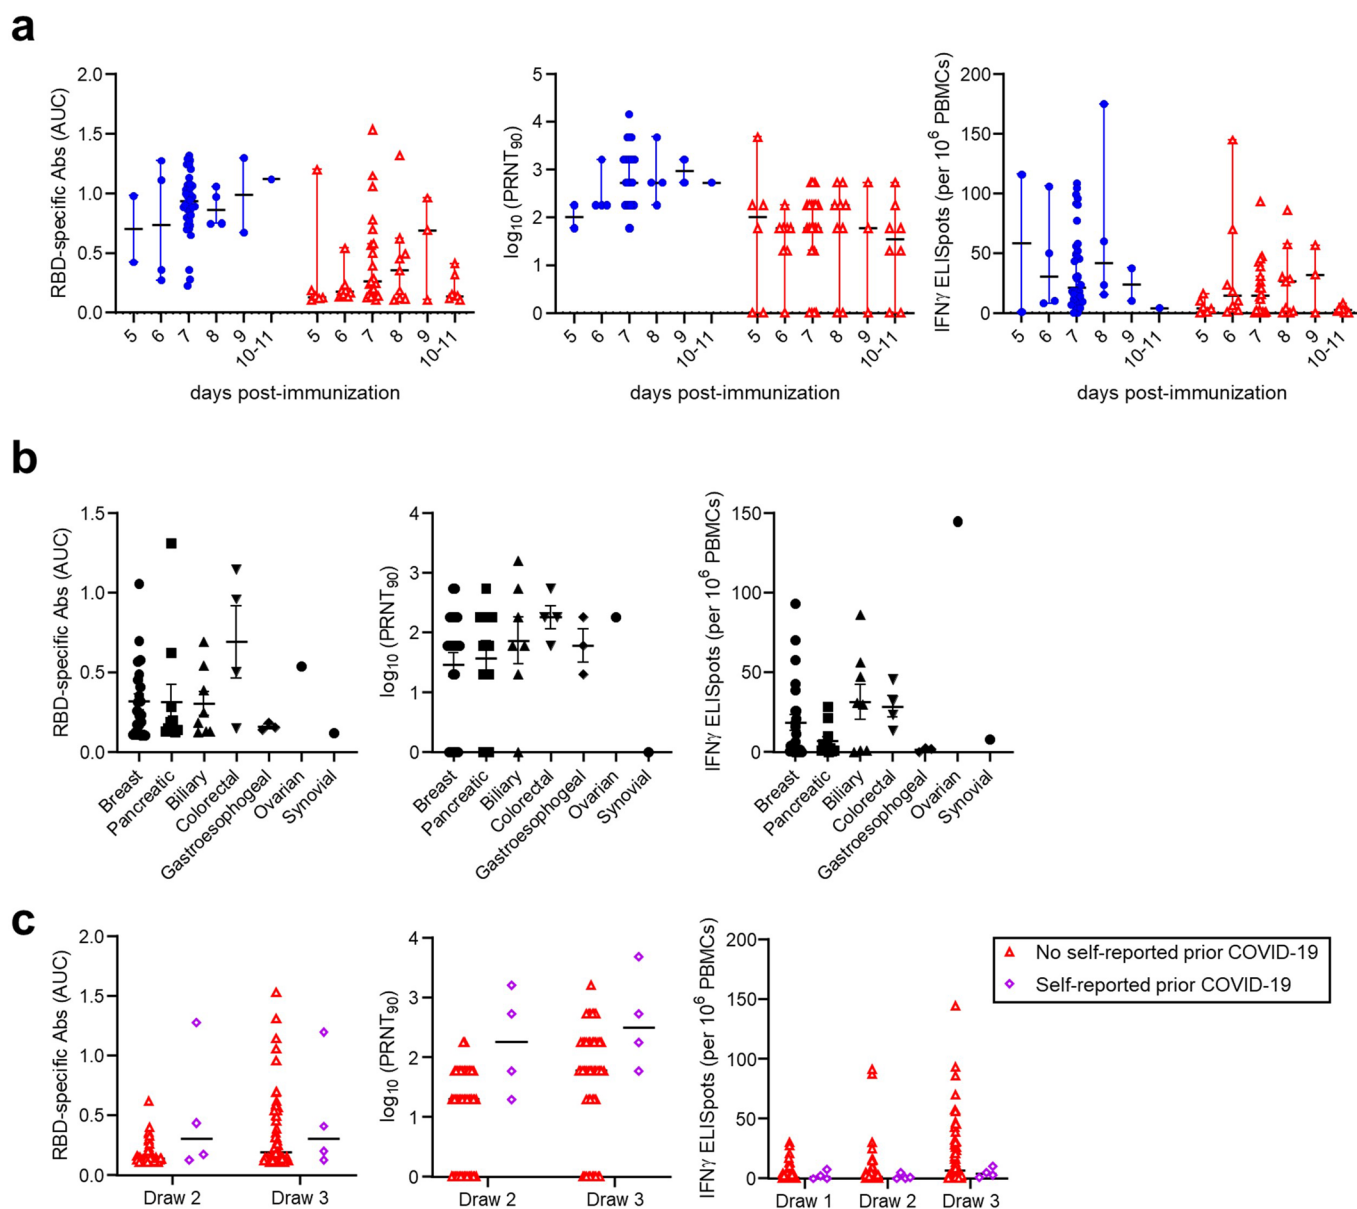 a
RBD-specific Abs (AUC)
2.0
1.5
1.0
0.5
0.0
5
6
7
8
9
10-11
5
6
7
8
9
10-11
days post-immunization
log10 (PRNT90)
5
4
3
2
1
0
5
6
7
8
9
10-11
5
6
7
8
9
10-11
days post-immunization
IFNγ ELISpots (per 10^6 PBMCs)
200
150
100
50
0
5
6
7
8
9
10-11
5
6
7
8
9
10-11
days post-immunization
b
RBD-specific Abs (AUC)
1.5
1.0
0.5
0.0
Breast
Pancreatic
Biliary
Colorectal
Gastroesophogeal
Ovarian
Synovial
log10 (PRNT90)
4
3
2
1
0
Breast
Pancreatic
Biliary
Colorectal
Gastroesophogeal
Ovarian
Synovial
IFNγ ELISpots (per 10^6 PBMCs)
150
100
50
0
Breast
Pancreatic
Biliary
Colorectal
Gastroesophogeal
Ovarian
Synovial
c
RBD-specific Abs (AUC)
2.0
1.5
1.0
0.5
0.0
Draw 2
Draw 3
log10 (PRNT90)
4
3
2
1
0
Draw 2
Draw 3
IFNγ ELISpots (per 10^6 PBMCs)
200
150
100
50
0
Draw 1
Draw 2
Draw 3
No self-reported prior COVID-19
Self-reported prior COVID-19